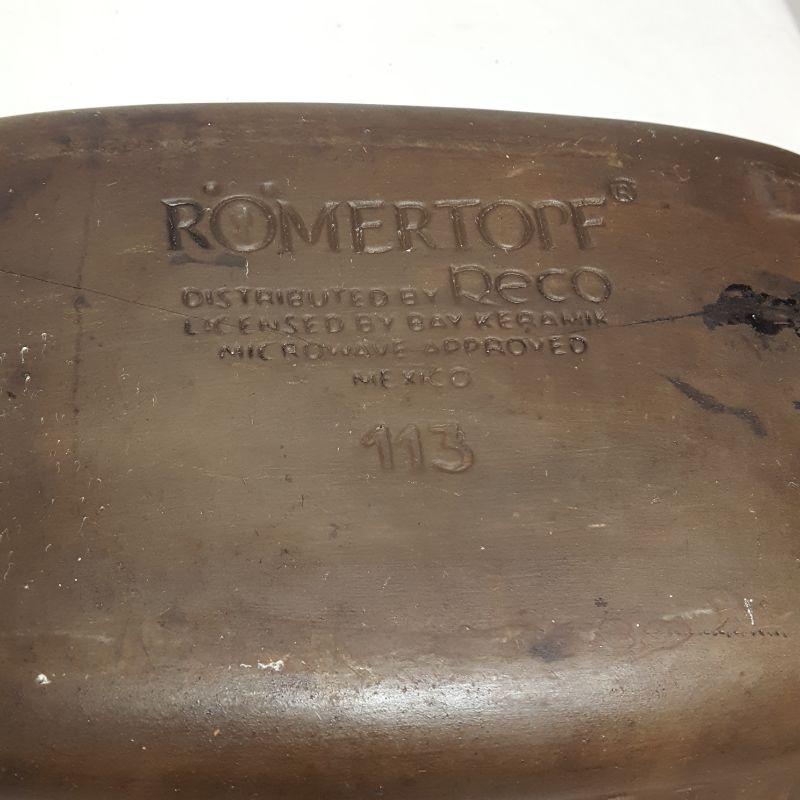 RÖMERTOPF®
DISTRIBUTED BY Reco
LICENSED BY BAY KERAMIK
MICROWAVE APPROVED
MEXICO
113